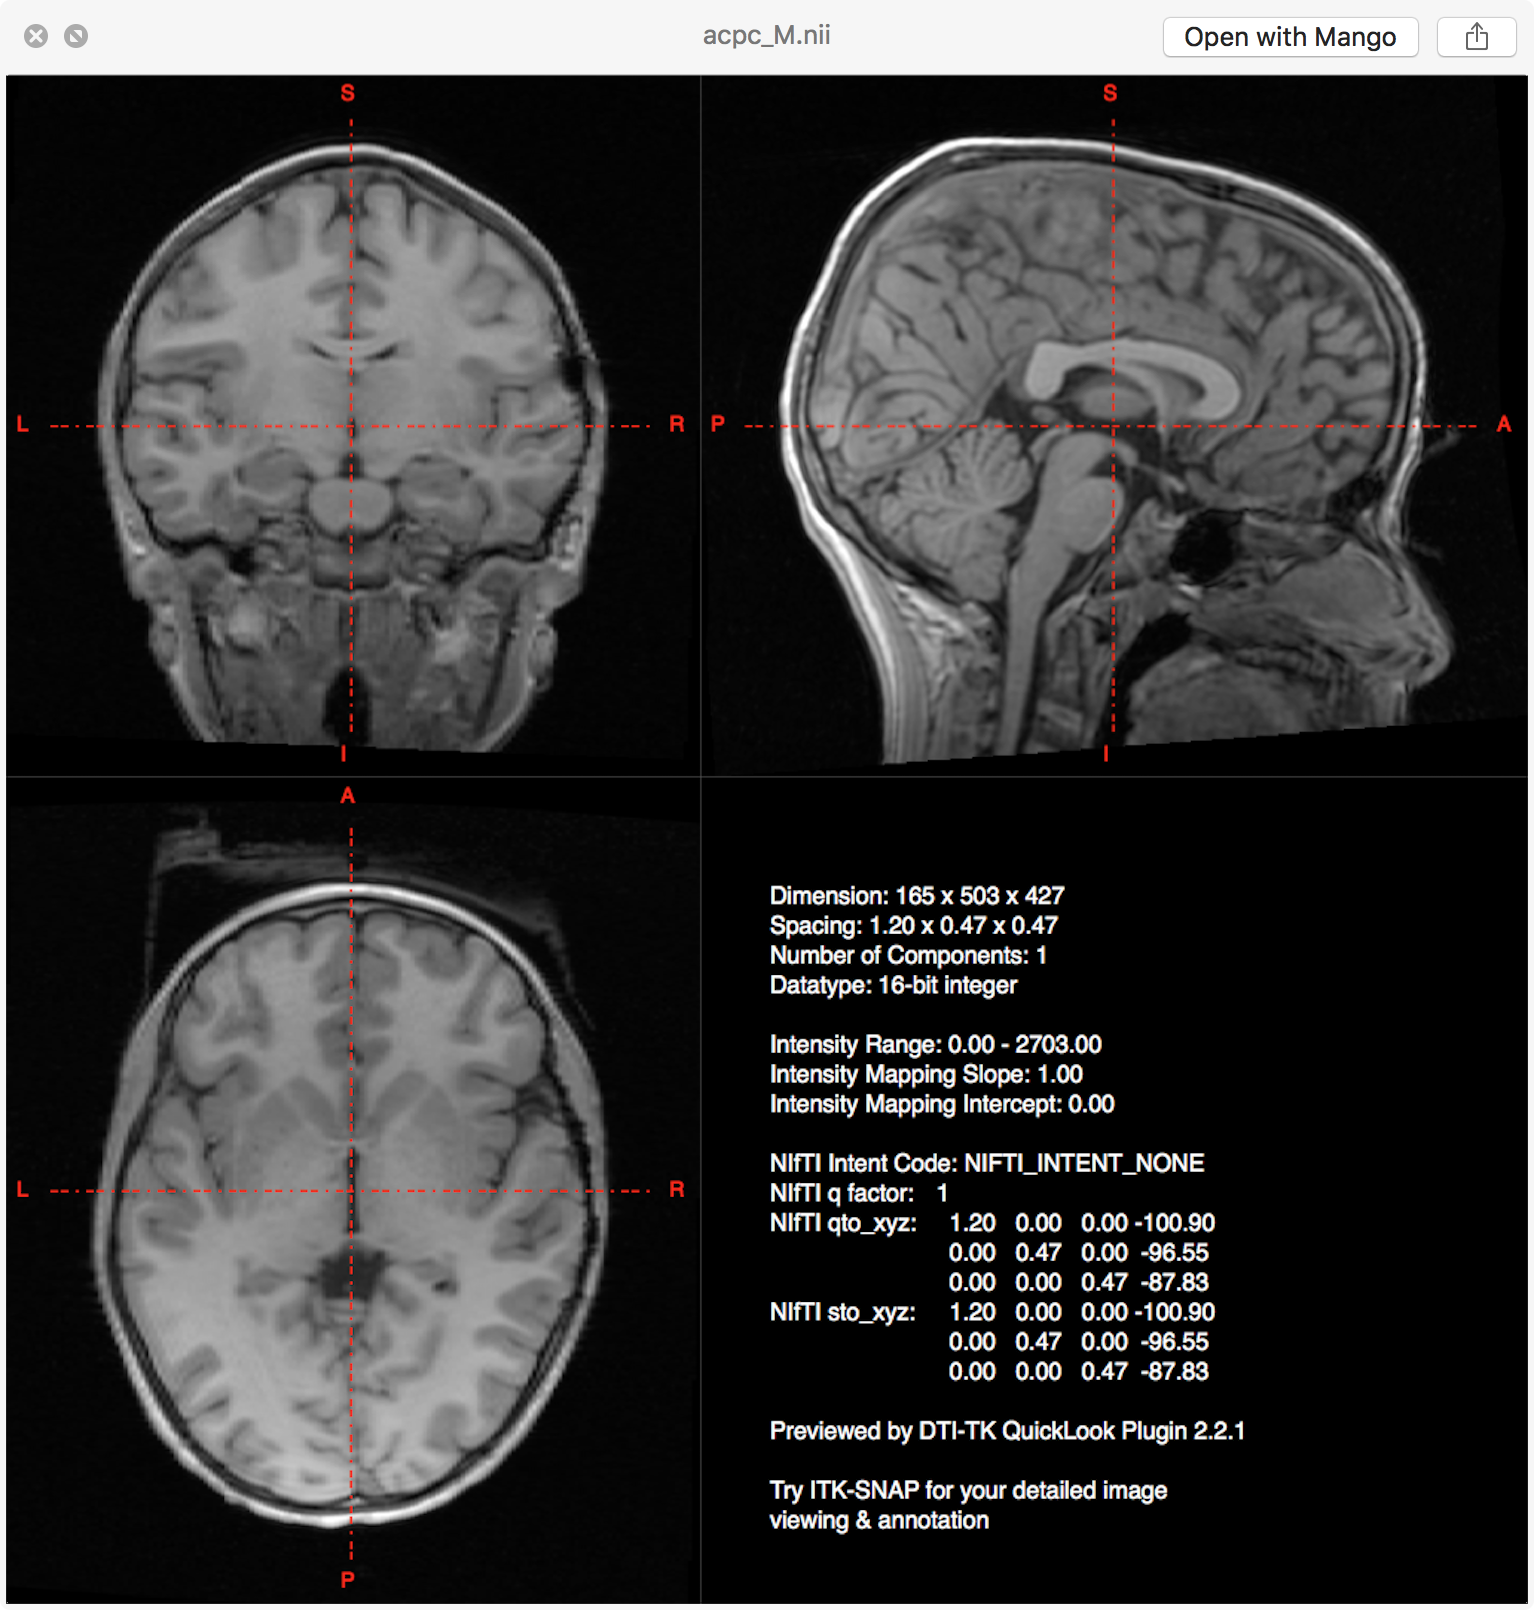 acpc_M.nii
Open with Mango
S
L
R
I
S
P
A
I
A
L
R
P
Dimension: 165 x 503 x 427
Spacing: 1.20 x 0.47 x 0.47
Number of Components: 1
Datatype: 16-bit integer
Intensity Range: 0.00 - 2703.00
Intensity Mapping Slope: 1.00
Intensity Mapping Intercept: 0.00
NIfTI Intent Code: NIFTI_INTENT_NONE
NIfTI q factor: 1
NIfTI qto_xyz: 1.20 0.00 0.00 -100.90
0.00 0.47 0.00 -96.55
0.00 0.00 0.47 -87.83
NIfTI sto_xyz: 1.20 0.00 0.00 -100.90
0.00 0.47 0.00 -96.55
0.00 0.00 0.47 -87.83
Previewed by DTI-TK QuickLook Plugin 2.2.1
Try ITK-SNAP for your detailed image
viewing & annotation